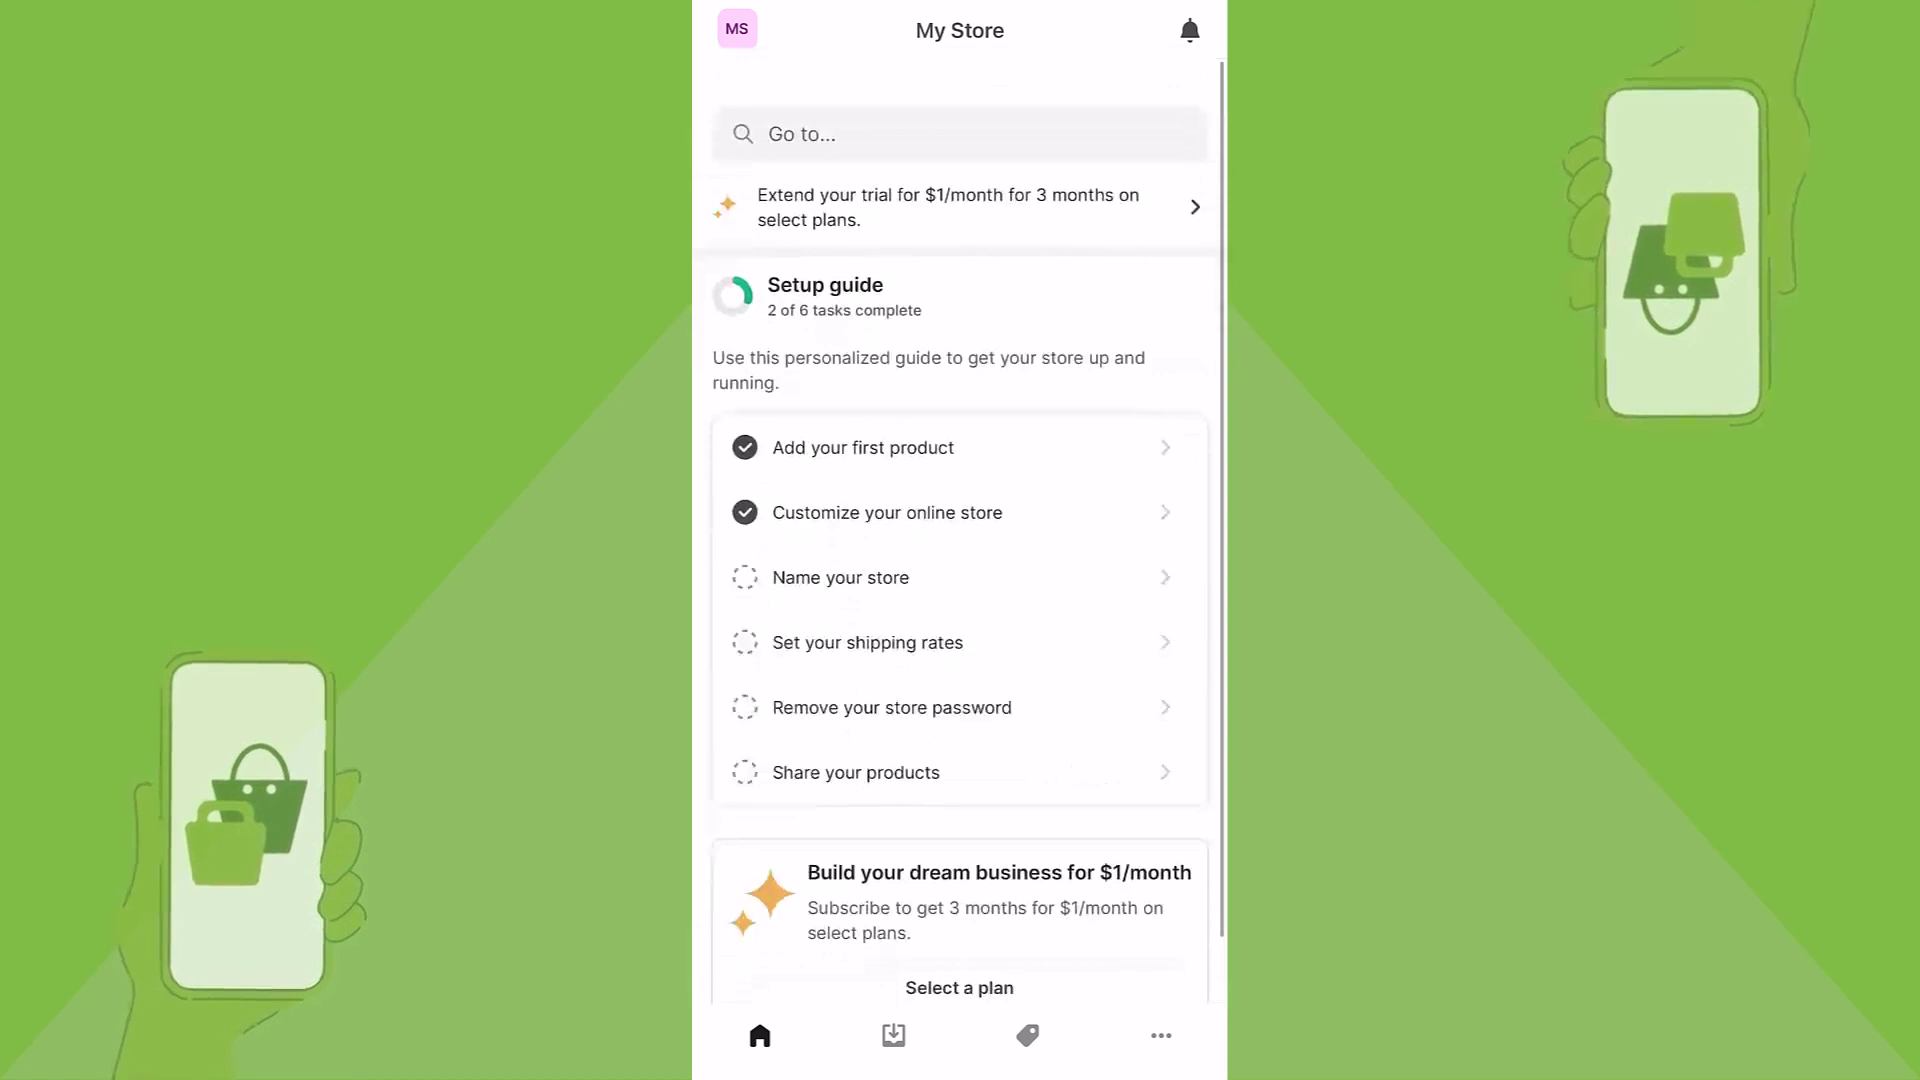 MS
My Store
Go to...
Extend your trial for $1/month for 3 months on
select plans.
Setup guide
2 of 6 tasks complete
Use this personalized guide to get your store up and
running.
Add your first product
Customize your online store
Name your store
Set your shipping rates
Remove your store password
Share your products
Build your dream business for $1/month
Subscribe to get 3 months for $1/month on
select plans.
Select a plan